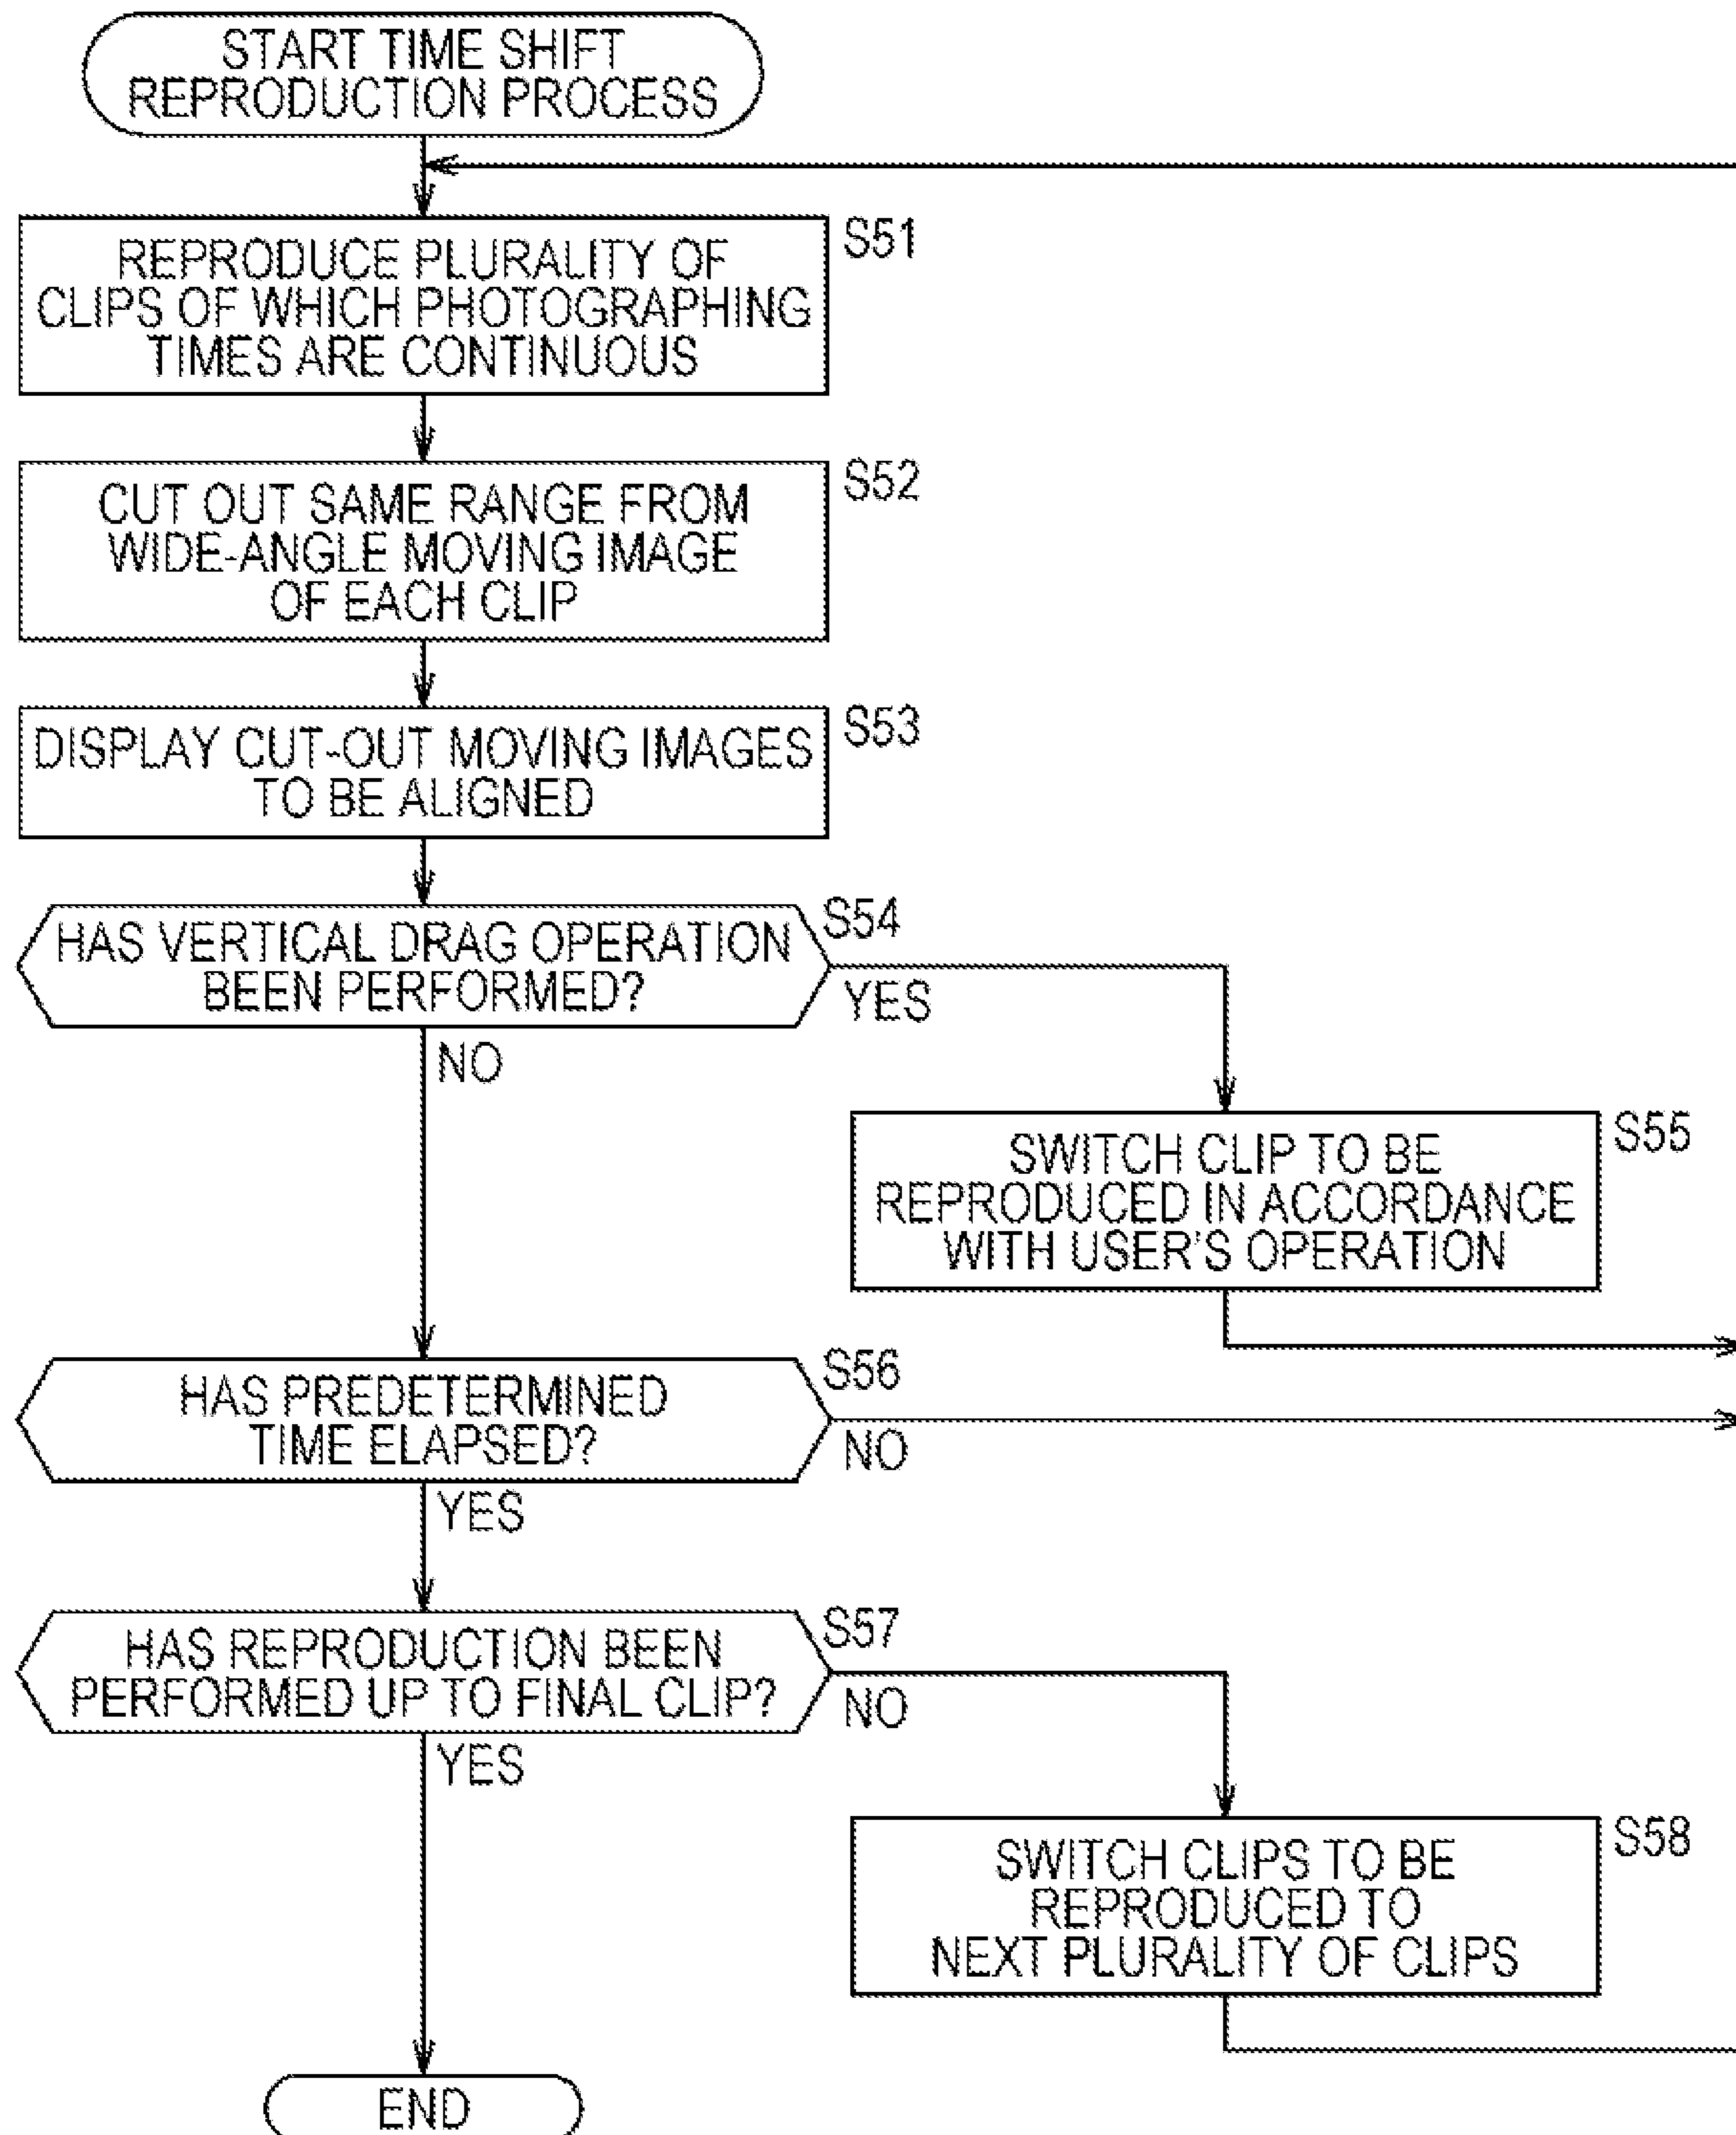 START TIME SHIFT
REPRODUCTION PROCESS
S51
REPRODUCE PLURALITY OF
CLIPS OF WHICH PHOTOGRAPHING
TIMES ARE CONTINUOUS
S52
CUT OUT SAME RANGE FROM
WIDE-ANGLE MOVING IMAGE
OF EACH CLIP
S53
DISPLAY CUT-OUT MOVING IMAGES
TO BE ALIGNED
S54
HAS VERTICAL DRAG OPERATION
BEEN PERFORMED?
YES
NO
S55
SWITCH CLIP TO BE
REPRODUCED IN ACCORDANCE
WITH USER'S OPERATION
S56
HAS PREDETERMINED
TIME ELAPSED?
NO
YES
S57
HAS REPRODUCTION BEEN
PERFORMED UP TO FINAL CLIP?
NO
YES
S58
SWITCH CLIPS TO BE
REPRODUCED TO
NEXT PLURALITY OF CLIPS
END